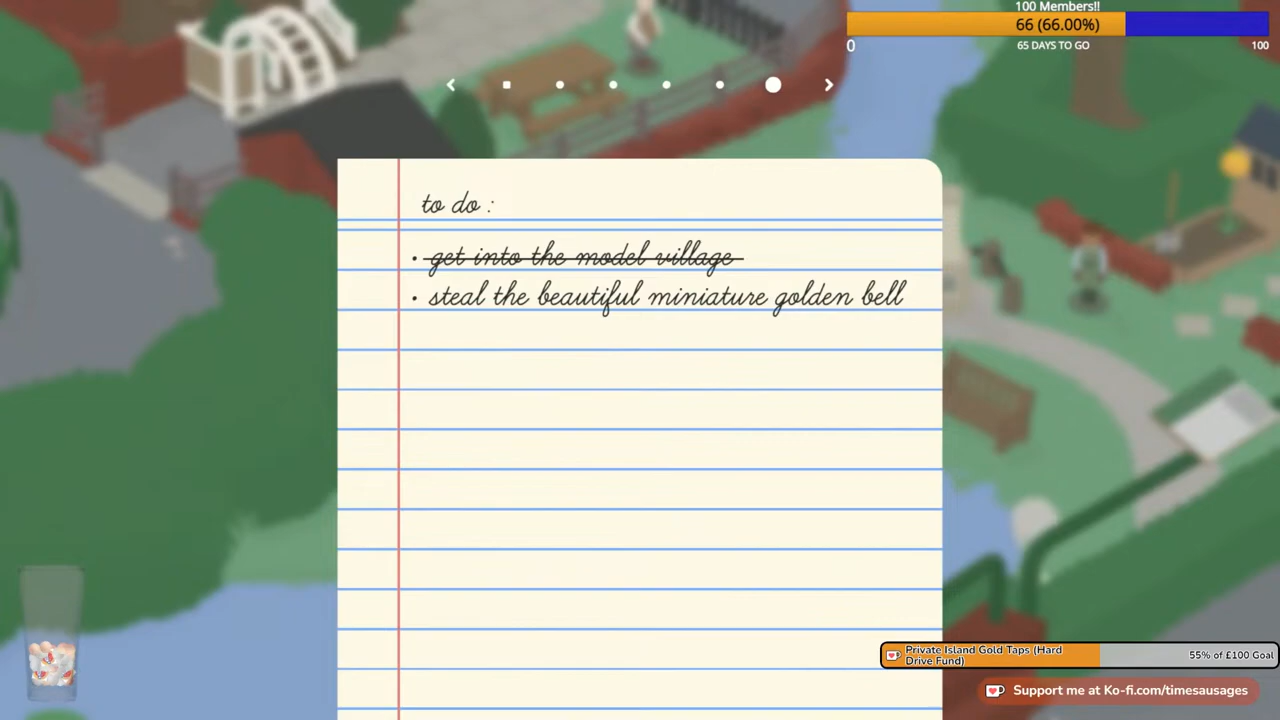 100 Members!!
66 (66.00%)
0
65 DAYS TO GO
100
to do :
• get into the model village
• steal the beautiful miniature golden bell
Private Island Gold Taps (Hard
Drive Fund)
55% of £100 Goal
Support me at Ko-fi.com/timesausages